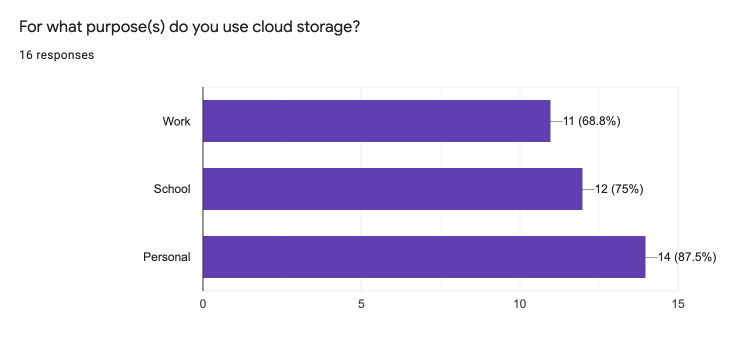 For what purpose(s) do you use cloud storage?
16 responses
Work 11 (68.8%)
School 12 (75%)
Personal 14 (87.5%)
0 5 10 15